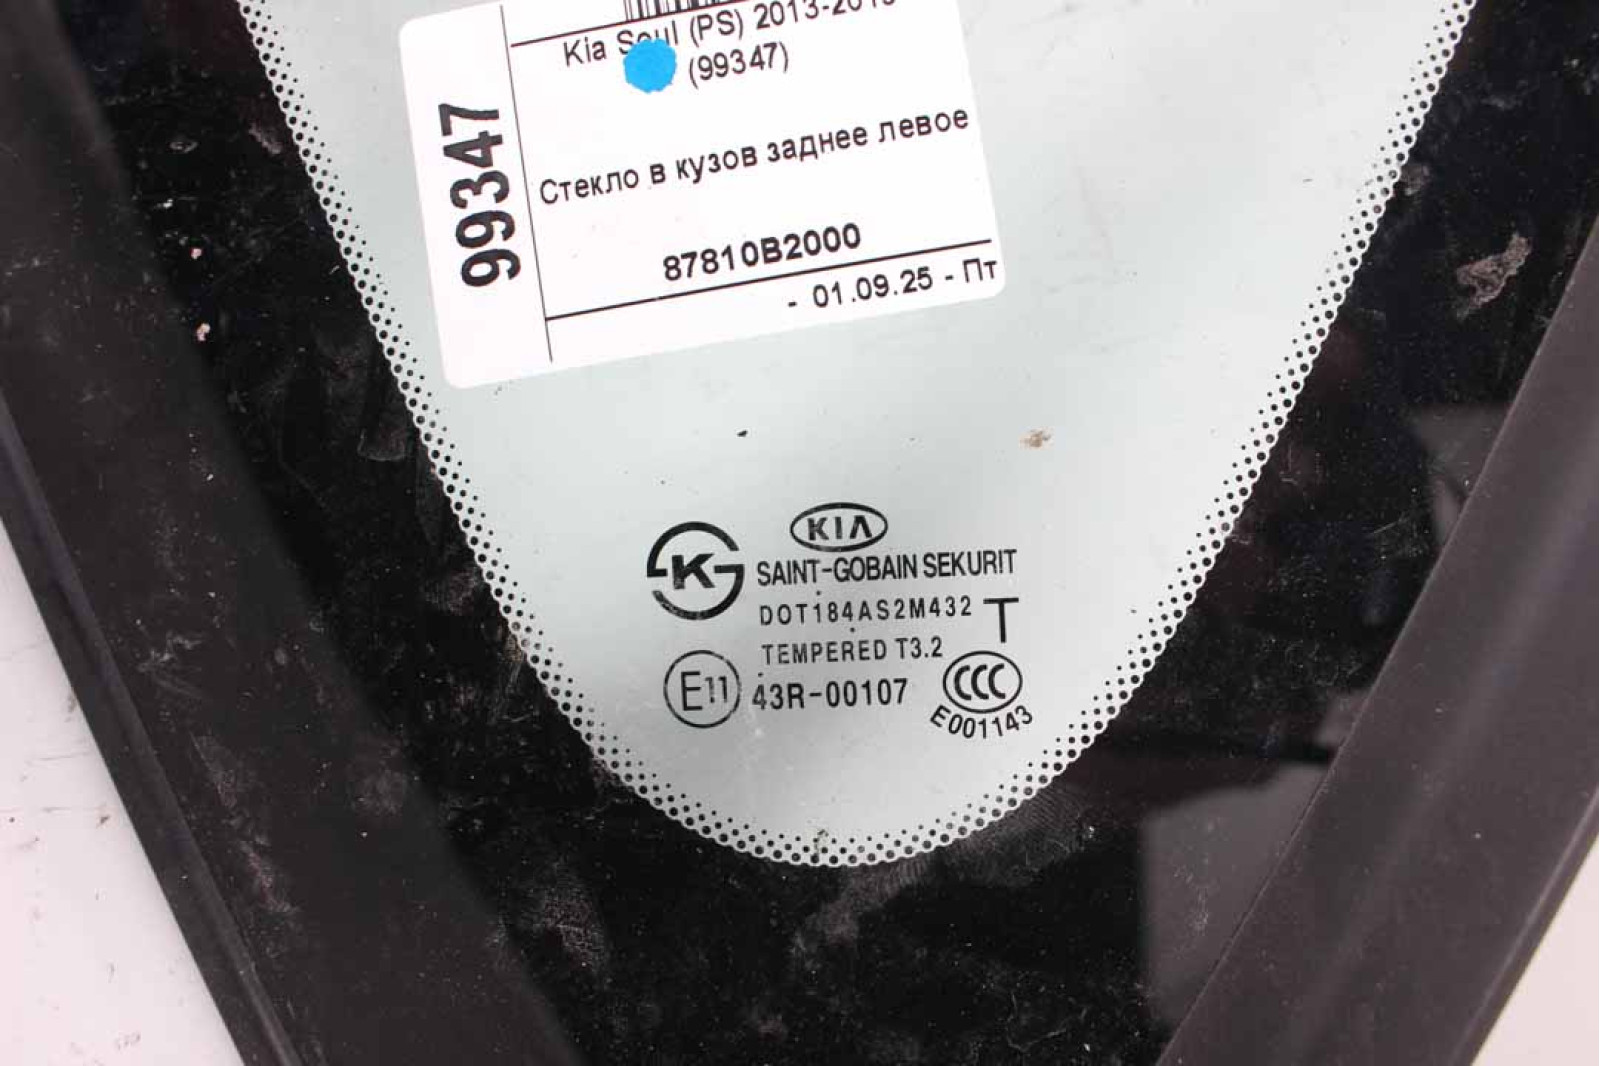 Kia Soul (PS) 2013-2019
(99347)
99347
Стекло в кузов заднее левое
87810B2000
- 01.09.25 - Пт
KIA
K
SAINT-GOBAIN SEKURIT
DOT184AS2M432
T
TEMPERED T3.2
E11 43R-00107
CCC
E001143